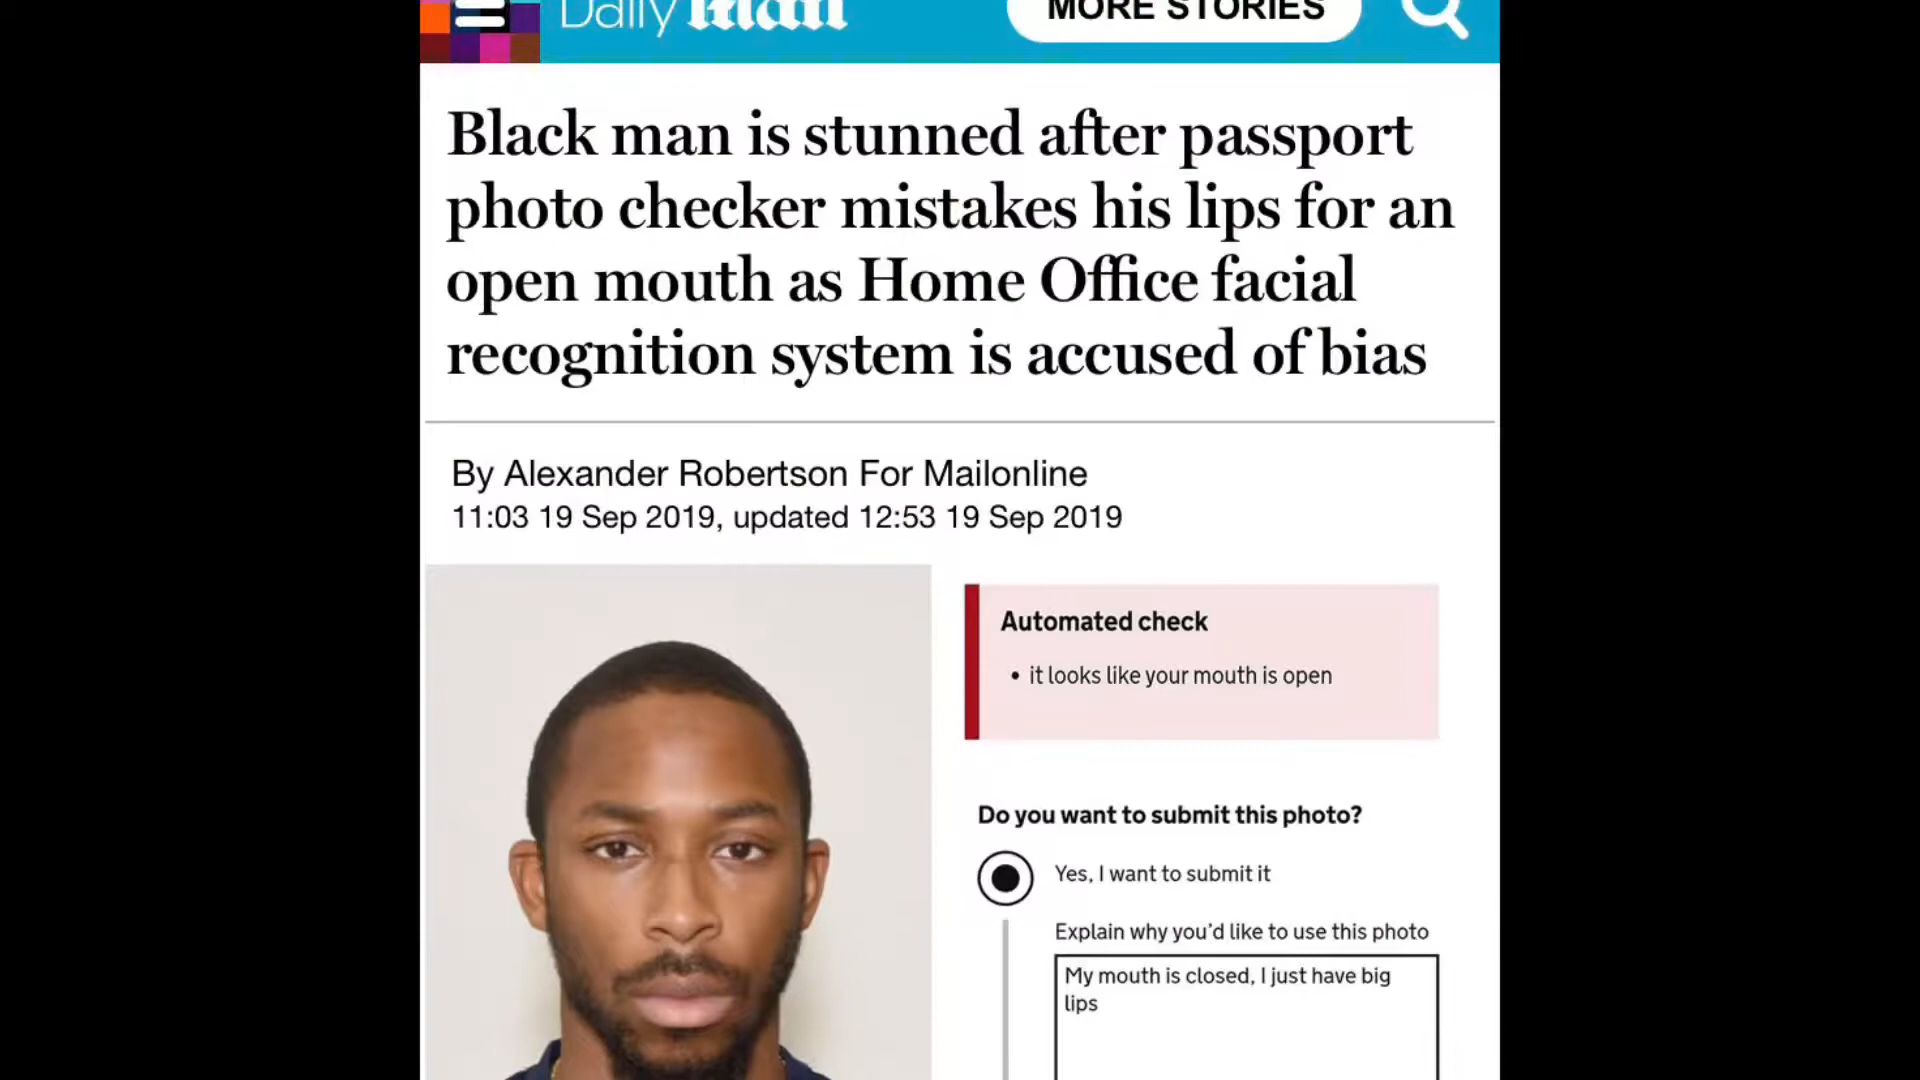 Daily Mail
MORE STORIES
Black man is stunned after passport
photo checker mistakes his lips for an
open mouth as Home Office facial
recognition system is accused of bias
By Alexander Robertson For Mailonline
11:03 19 Sep 2019, updated 12:53 19 Sep 2019
Automated check
• it looks like your mouth is open
Do you want to submit this photo?
Yes, I want to submit it
Explain why you'd like to use this photo
My mouth is closed, I just have big
lips